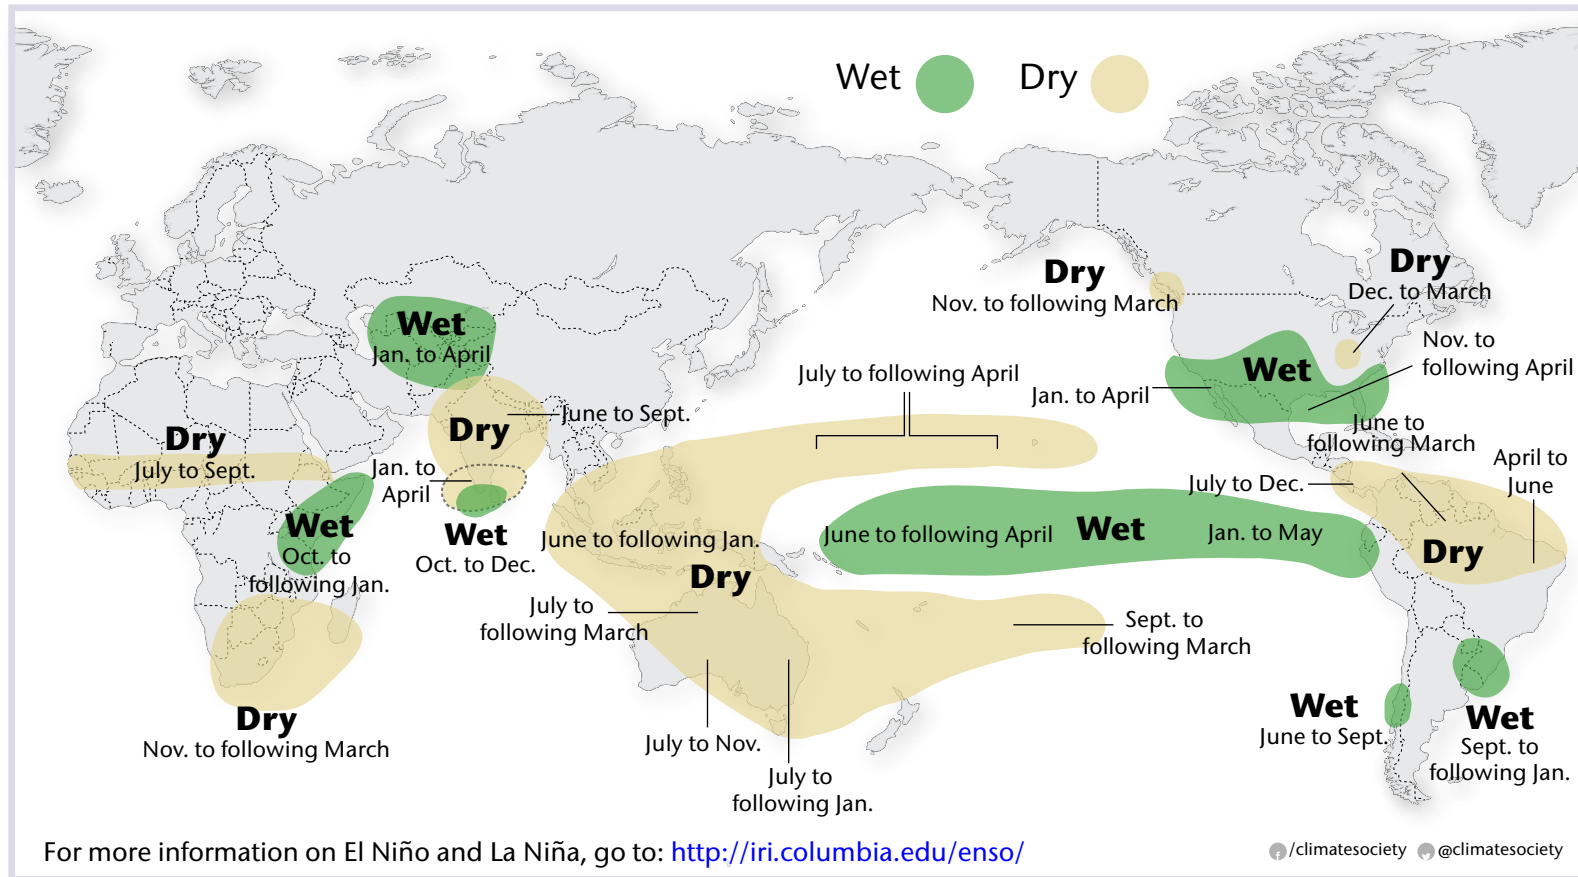 Wet
Dry
Dry
Nov. to following March
Dry
Dec. to March
Nov. to
following April
Wet
Jan. to April
Wet
Jan. to April
July to following April
June to
following March
April to
June
July to Dec.
Dry
June to Sept.
Dry
July to Sept.
Jan. to
April
Wet
Oct. to
following Jan.
Wet
Oct. to Dec.
June to following Jan.
Dry
June to following April
Wet
Jan. to May
Dry
July to
following March
Sept. to
following March
Dry
Nov. to following March
July to Nov.
July to
following Jan.
Wet
June to Sept.
Wet
Sept. to
following Jan.
For more information on El Niño and La Niña, go to: http://iri.columbia.edu/enso/
/climatesociety
@climatesociety